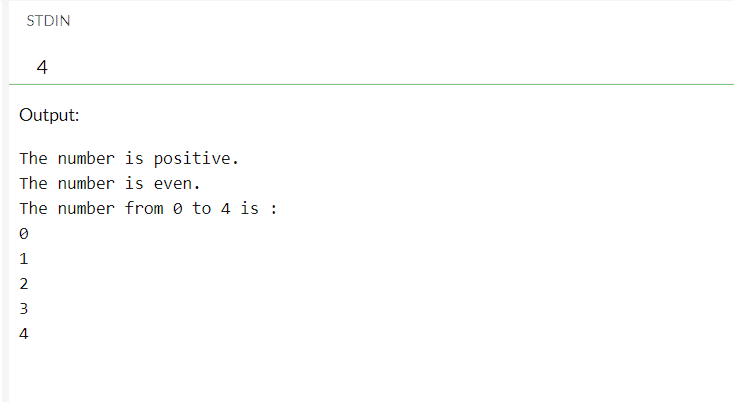 STDIN
4
Output:
The number is positive.
The number is even.
The number from 0 to 4 is :
0
1
2
3
4